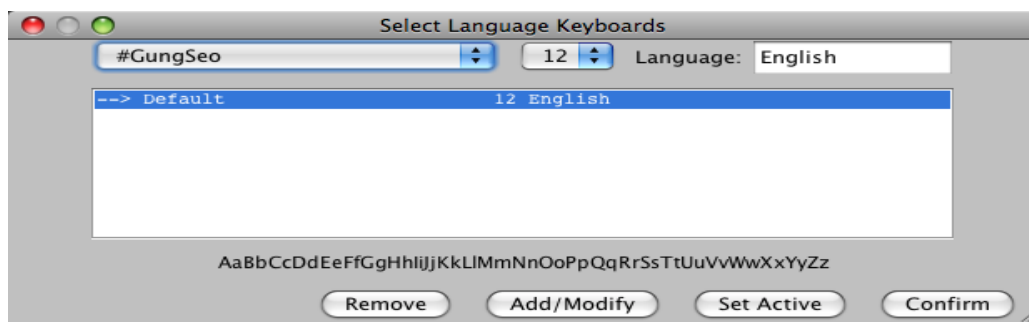 Select Language Keyboards
#GungSeo 12 Language: English
--> Default 12 English
AaBbCcDdEeFfGgHhIiJjKkLlMmNnOoPpQqRrSsTtUuVvWwXxYyZz
Remove Add/Modify Set Active Confirm